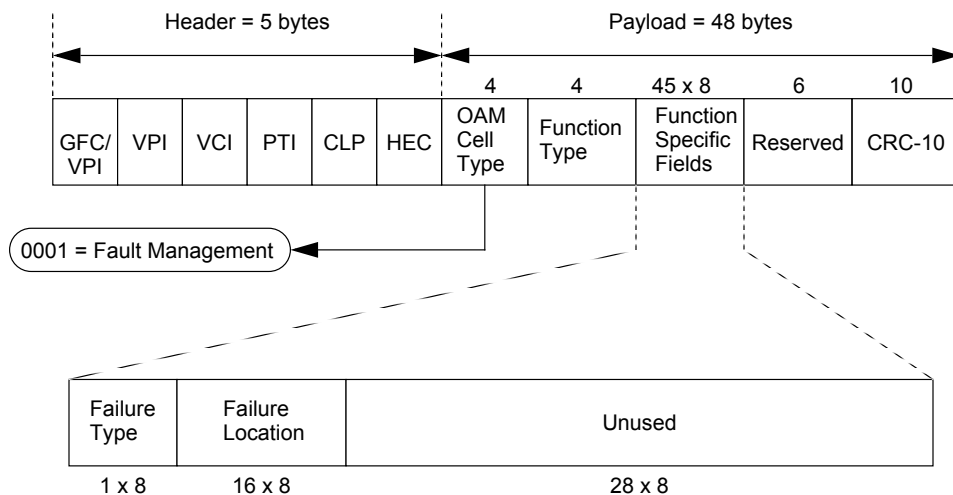 Header = 5 bytes
Payload = 48 bytes
4
4
45 x 8
6
10
GFC/
VPI
VPI
VCI
PTI
CLP
HEC
OAM
Cell
Type
Function
Type
Function
Specific
Fields
Reserved
CRC-10
0001 = Fault Management
Failure
Type
Failure
Location
Unused
1 x 8
16 x 8
28 x 8